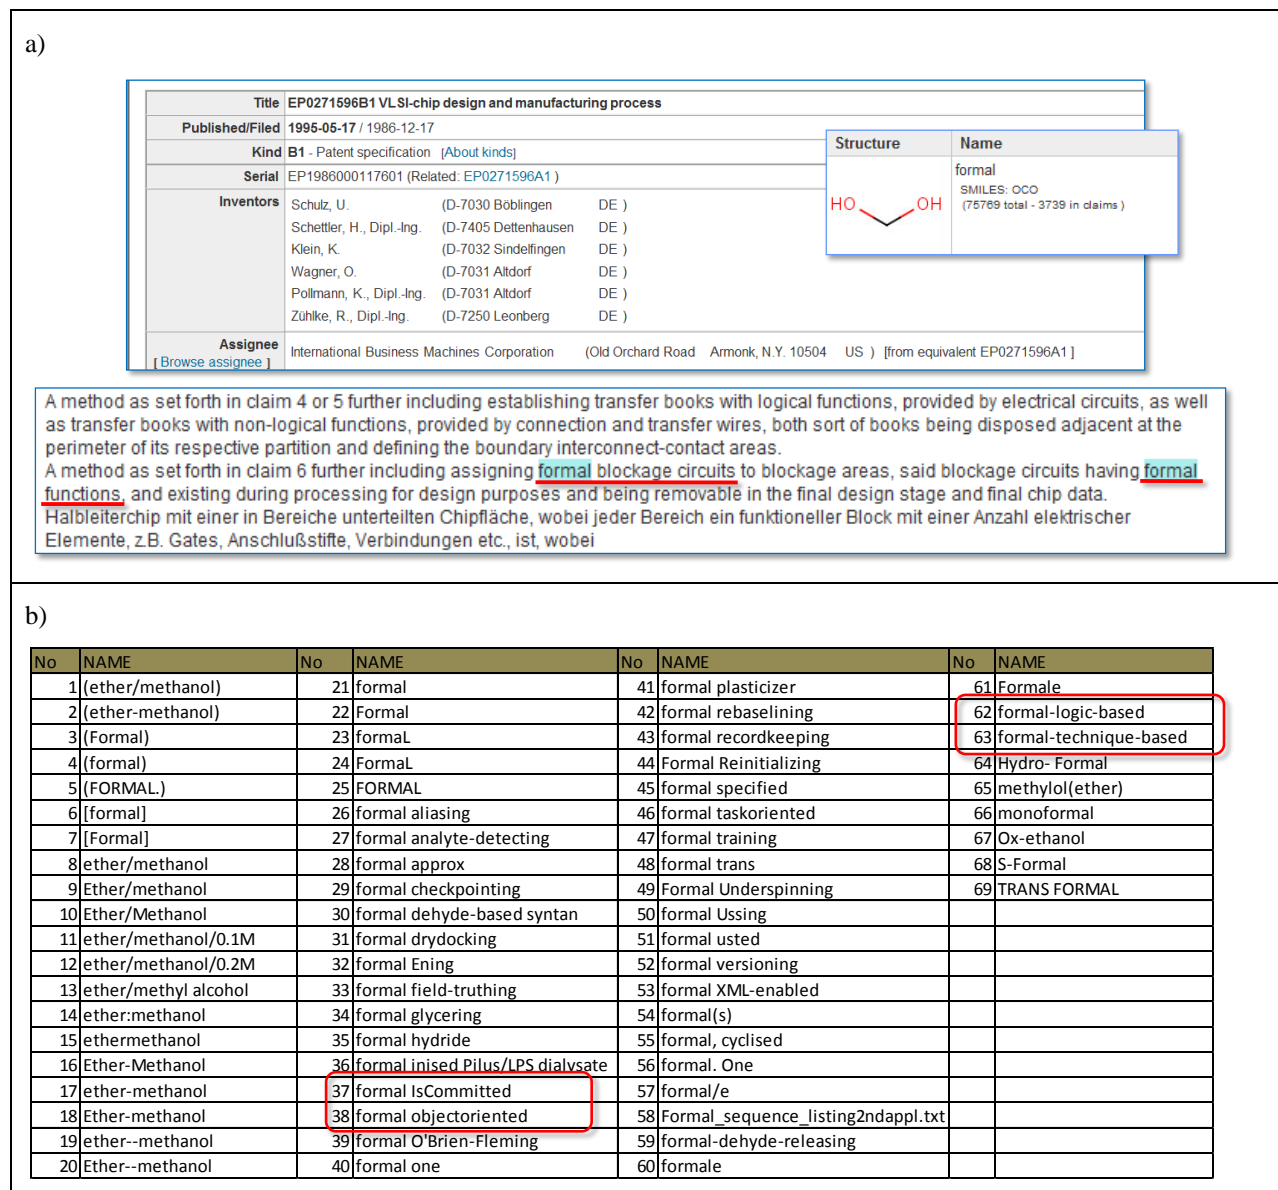 a)
Title EP0271596B1 VLSI-chip design and manufacturing process
Published/Filed 1995-05-17 / 1986-12-17
Kind B1 - Patent specification [About kinds]
Serial EP1986000117601 (Related: EP0271596A1 )
Inventors Schulz, U. (D-7030 Böblingen DE )
Schettler, H., Dipl.-Ing. (D-7405 Dettenhausen DE )
Klein, K. (D-7032 Sindelfingen DE )
Wagner, O. (D-7031 Altdorf DE )
Pollmann, K., Dipl.-Ing. (D-7031 Altdorf DE )
Zühlke, R., Dipl.-Ing. (D-7250 Leonberg DE )
Assignee
[ Browse assignee ] International Business Machines Corporation (Old Orchard Road Armonk, N.Y. 10504 US ) [from equivalent EP0271596A1 ]
Structure Name
formal
SMILES: OCO
(75769 total - 3739 in claims )
HO OH
A method as set forth in claim 4 or 5 further including establishing transfer books with logical functions, provided by electrical circuits, as well
as transfer books with non-logical functions, provided by connection and transfer wires, both sort of books being disposed adjacent at the
perimeter of its respective partition and defining the boundary interconnect-contact areas.
A method as set forth in claim 6 further including assigning formal blockage circuits to blockage areas, said blockage circuits having formal
functions, and existing during processing for design purposes and being removable in the final design stage and final chip data.
Halbleiterchip mit einer in Bereiche unterteilten Chipfläche, wobei jeder Bereich ein funktioneller Block mit einer Anzahl elektrischer
Elemente, z.B. Gates, Anschlußstifte, Verbindungen etc., ist, wobei
b)
No NAME No NAME No NAME No NAME
1 (ether/methanol) 21 formal 41 formal plasticizer 61 Formale
2 (ether-methanol) 22 Formal 42 formal rebaselining 62 formal-logic-based
3 (Formal) 23 formaL 43 formal recordkeeping 63 formal-technique-based
4 (formal) 24 FormaL 44 Formal Reinitializing 64 Hydro- Formal
5 (FORMAL.) 25 FORMAL 45 formal specified 65 methylol(ether)
6 [formal] 26 formal aliasing 46 formal taskoriented 66 monoformal
7 [Formal] 27 formal analyte-detecting 47 formal training 67 Ox-ethanol
8 ether/methanol 28 formal approx 48 formal trans 68 S-Formal
9 Ether/methanol 29 formal checkpointing 49 Formal Underspinning 69 TRANS FORMAL
10 Ether/Methanol 30 formal dehyde-based syntan 50 formal Ussing
11 ether/methanol/0.1M 31 formal drydocking 51 formal usted
12 ether/methanol/0.2M 32 formal Ening 52 formal versioning
13 ether/methyl alcohol 33 formal field-truthing 53 formal XML-enabled
14 ether:methanol 34 formal glycering 54 formal(s)
15 ethermethanol 35 formal hydride 55 formal, cyclised
16 Ether-Methanol 36 formal inised Pilus/LPS dialysate 56 formal. One
17 ether-methanol 37 formal IsCommitted 57 formal/e
18 Ether-methanol 38 formal objectoriented 58 Formal_sequence_listing2ndappl.txt
19 ether--methanol 39 formal O'Brien-Fleming 59 formal-dehyde-releasing
20 Ether--methanol 40 formal one 60 formale